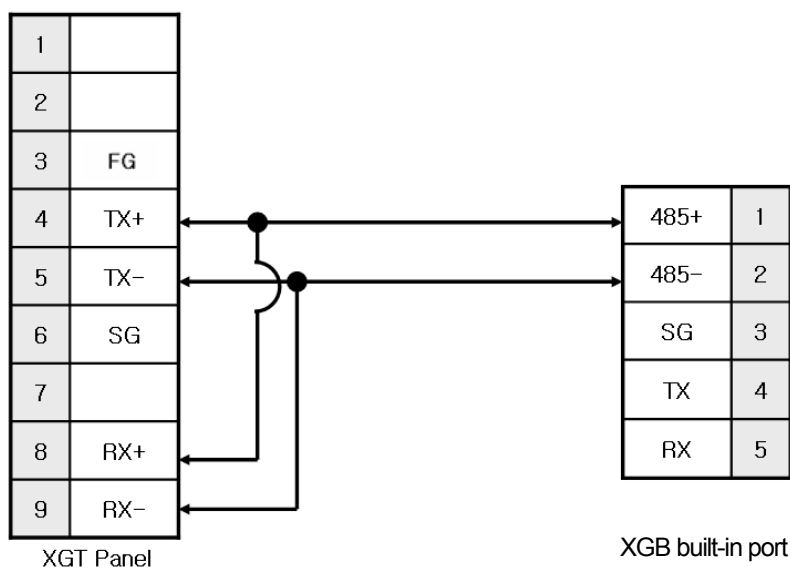 1
2
3 FG
4 TX+
5 TX-
6 SG
7
8 RX+
9 RX-
XGT Panel
485+ 1
485- 2
SG 3
TX 4
RX 5
XGB built-in port